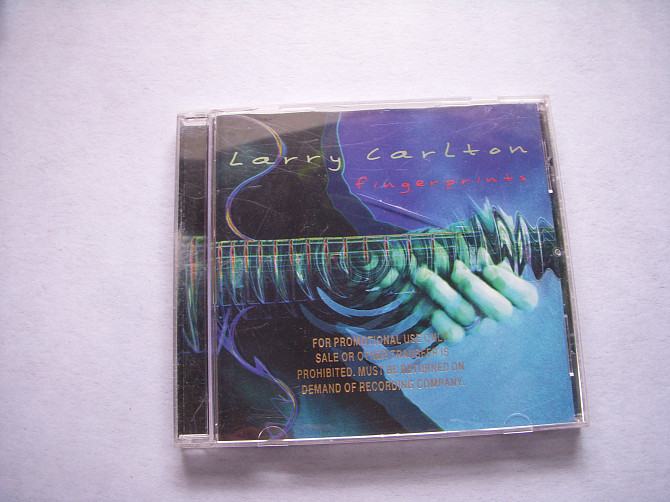 Larry Carlton
fingerprints
FOR PROMOTIONAL USE ONLY
SALE OR OTHER TRANSFER IS
PROHIBITED. MUST BE RETURNED ON
DEMAND OF RECORDING COMPANY.